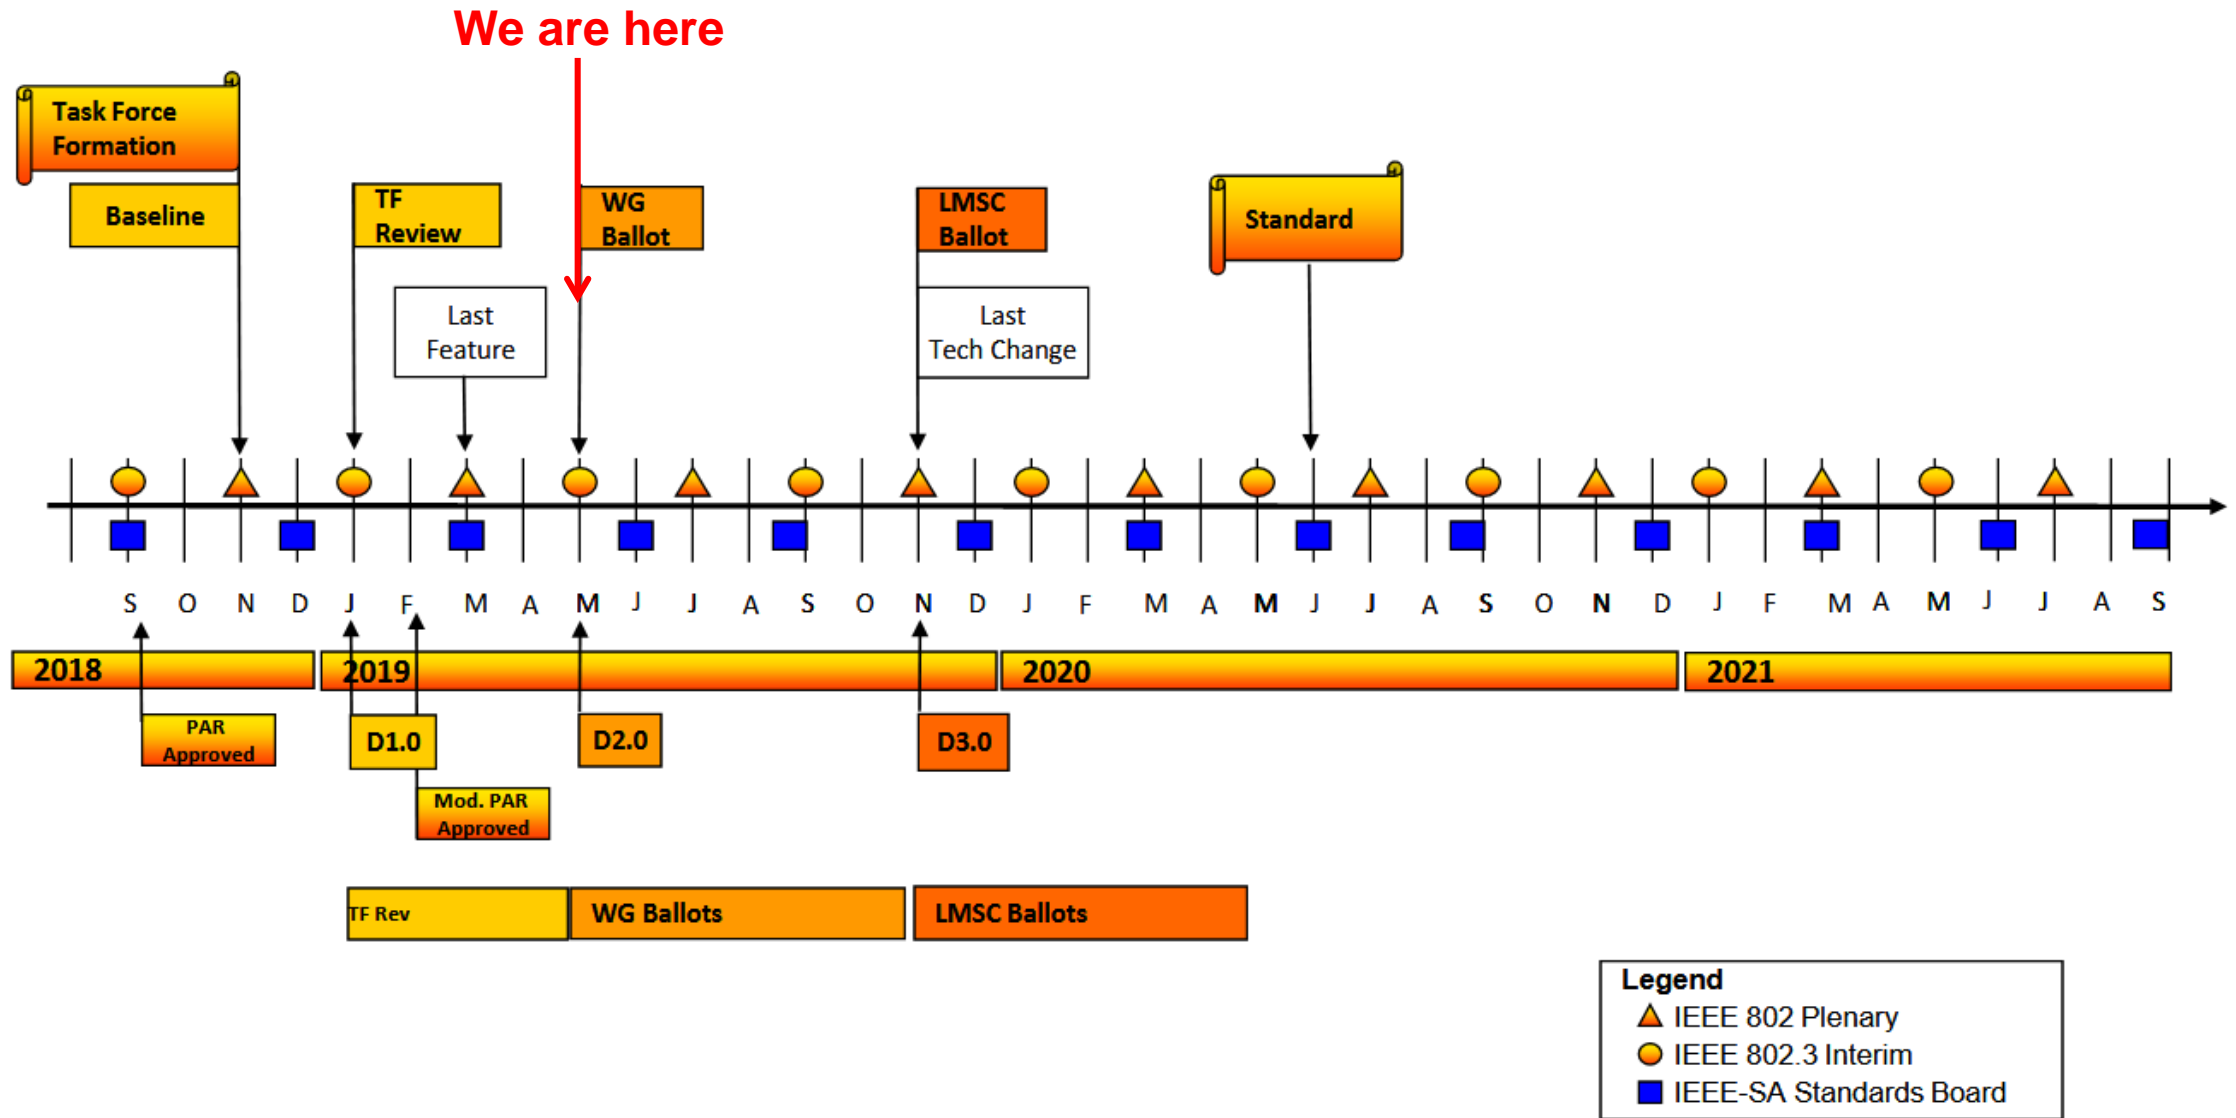 We are here
Task Force
Formation
Baseline
TF
Review
WG
Ballot
LMSC
Ballot
Standard
Last
Feature
Last
Tech Change
S O N D J F M A M J J A S O N D J F M A M J J A S O N D J F M A M J J A S
2018 2019 2020 2021
PAR
Approved
D1.0
D2.0
D3.0
Mod. PAR
Approved
TF Rev
WG Ballots
LMSC Ballots
Legend
IEEE 802 Plenary
IEEE 802.3 Interim
IEEE-SA Standards Board